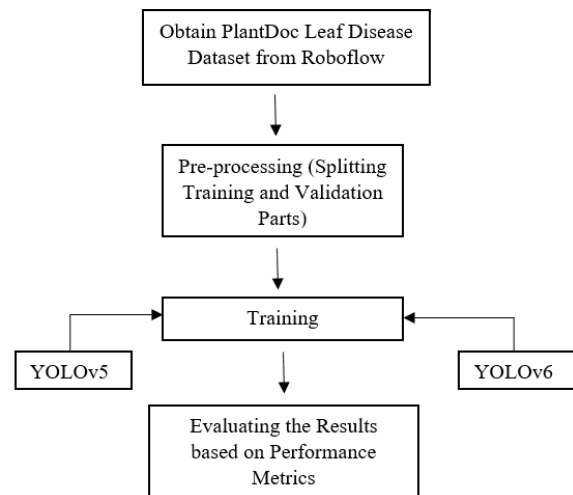 Obtain PlantDoc Leaf Disease
Dataset from Roboflow
Pre-processing (Splitting
Training and Validation
Parts)
Training
YOLOv5
YOLOv6
Evaluating the Results
based on Performance
Metrics